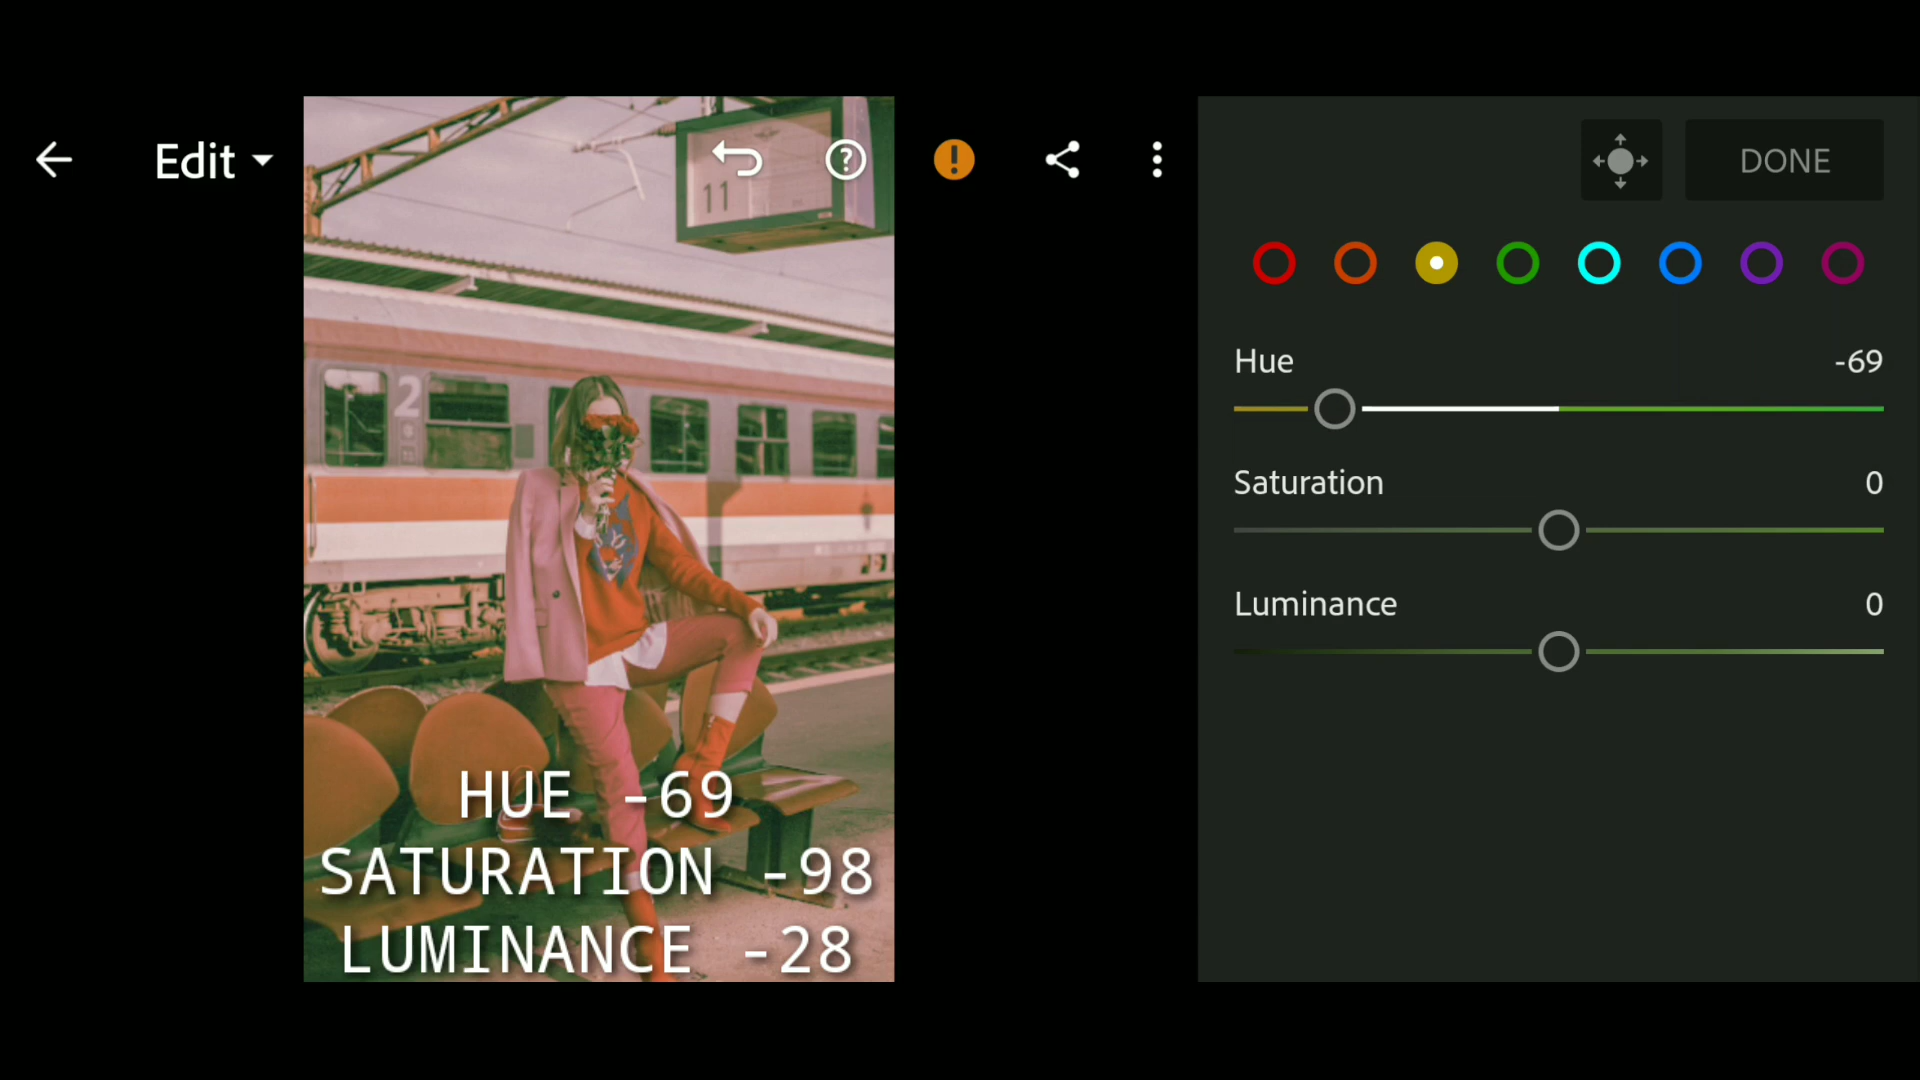 Edit
?
!
DONE
11
2
Hue -69
Saturation 0
Luminance 0
HUE -69
SATURATION -98
LUMINANCE -28